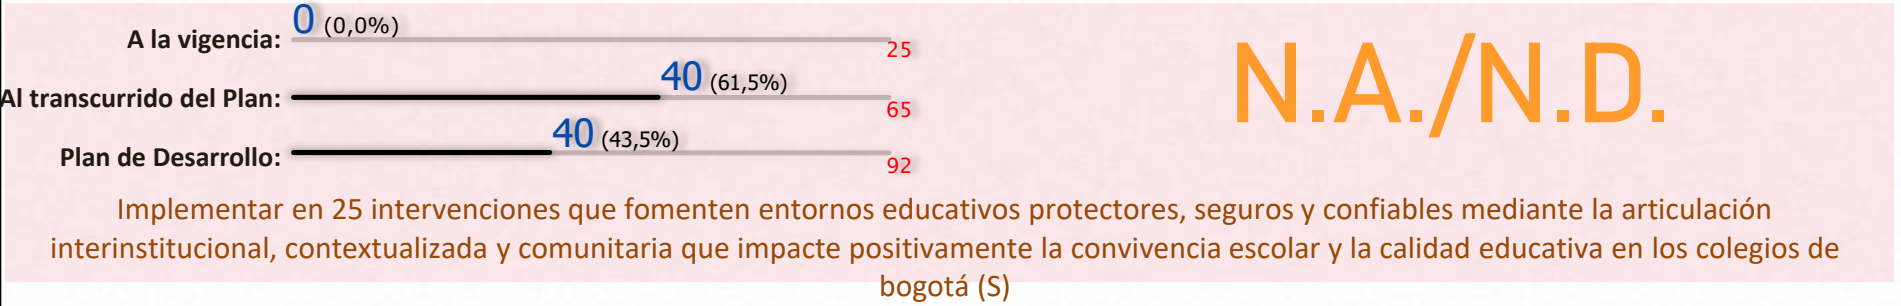 A la vigencia: 0 (0,0%) 25
Al transcurrido del Plan: 40 (61,5%) 65
Plan de Desarrollo: 40 (43,5%) 92
N.A./N.D.
Implementar en 25 intervenciones que fomenten entornos educativos protectores, seguros y confiables mediante la articulación
interinstitucional, contextualizada y comunitaria que impacte positivamente la convivencia escolar y la calidad educativa en los colegios de
bogotá (S)